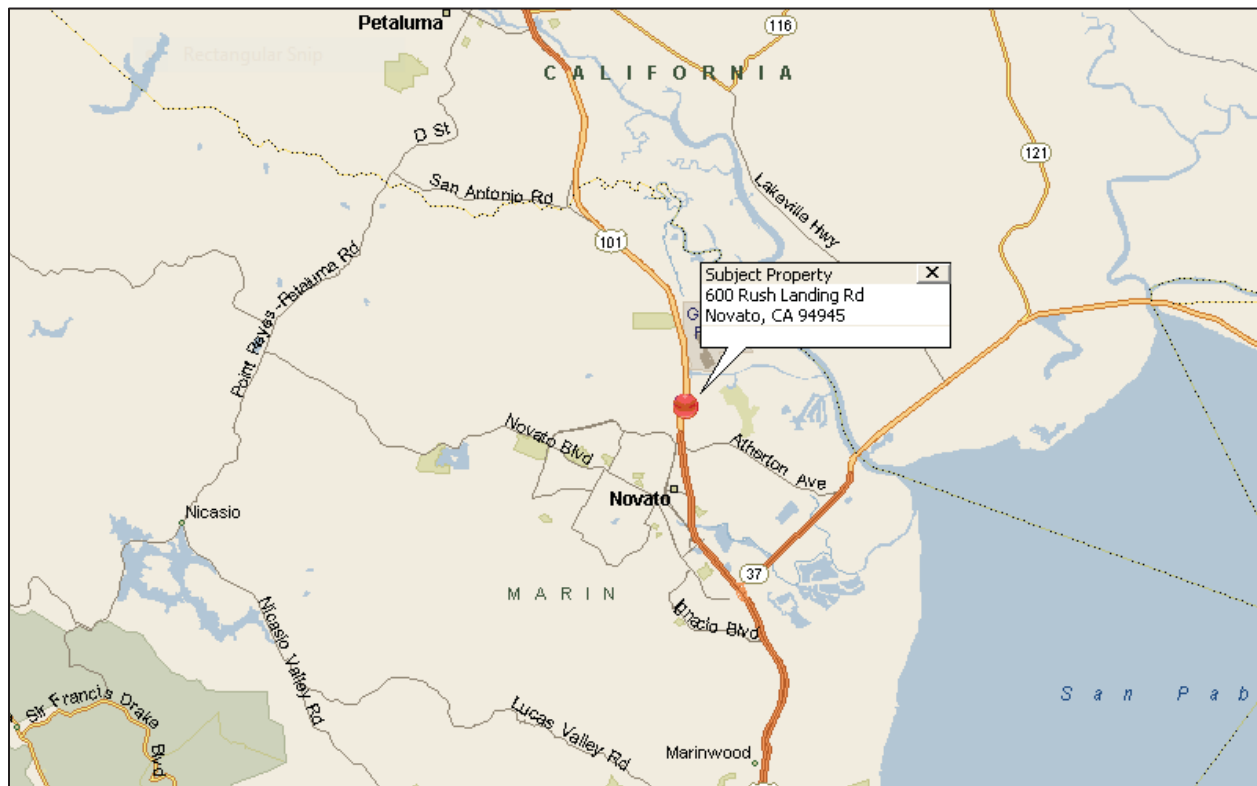 Petaluma
116
Rectangular Snip
CALIFORNIA
D St
121
San Antonio Rd
Lakeville Hwy
101
Point Reyes-Petaluma Rd
Subject Property
600 Rush Landing Rd
Novato, CA 94945
Novato Blvd
Atherton Ave
Novato
Nicasio
37
MARIN
Ignacio Blvd
Nicasio Valley Rd
Sir Francis Drake Blvd
San Pab
Lucas Valley Rd
Marinwood